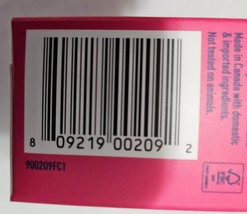 8 09219 00209 2
900209FC1
Made in Canada with domestic
& imported ingredients.
Not tested on animals.